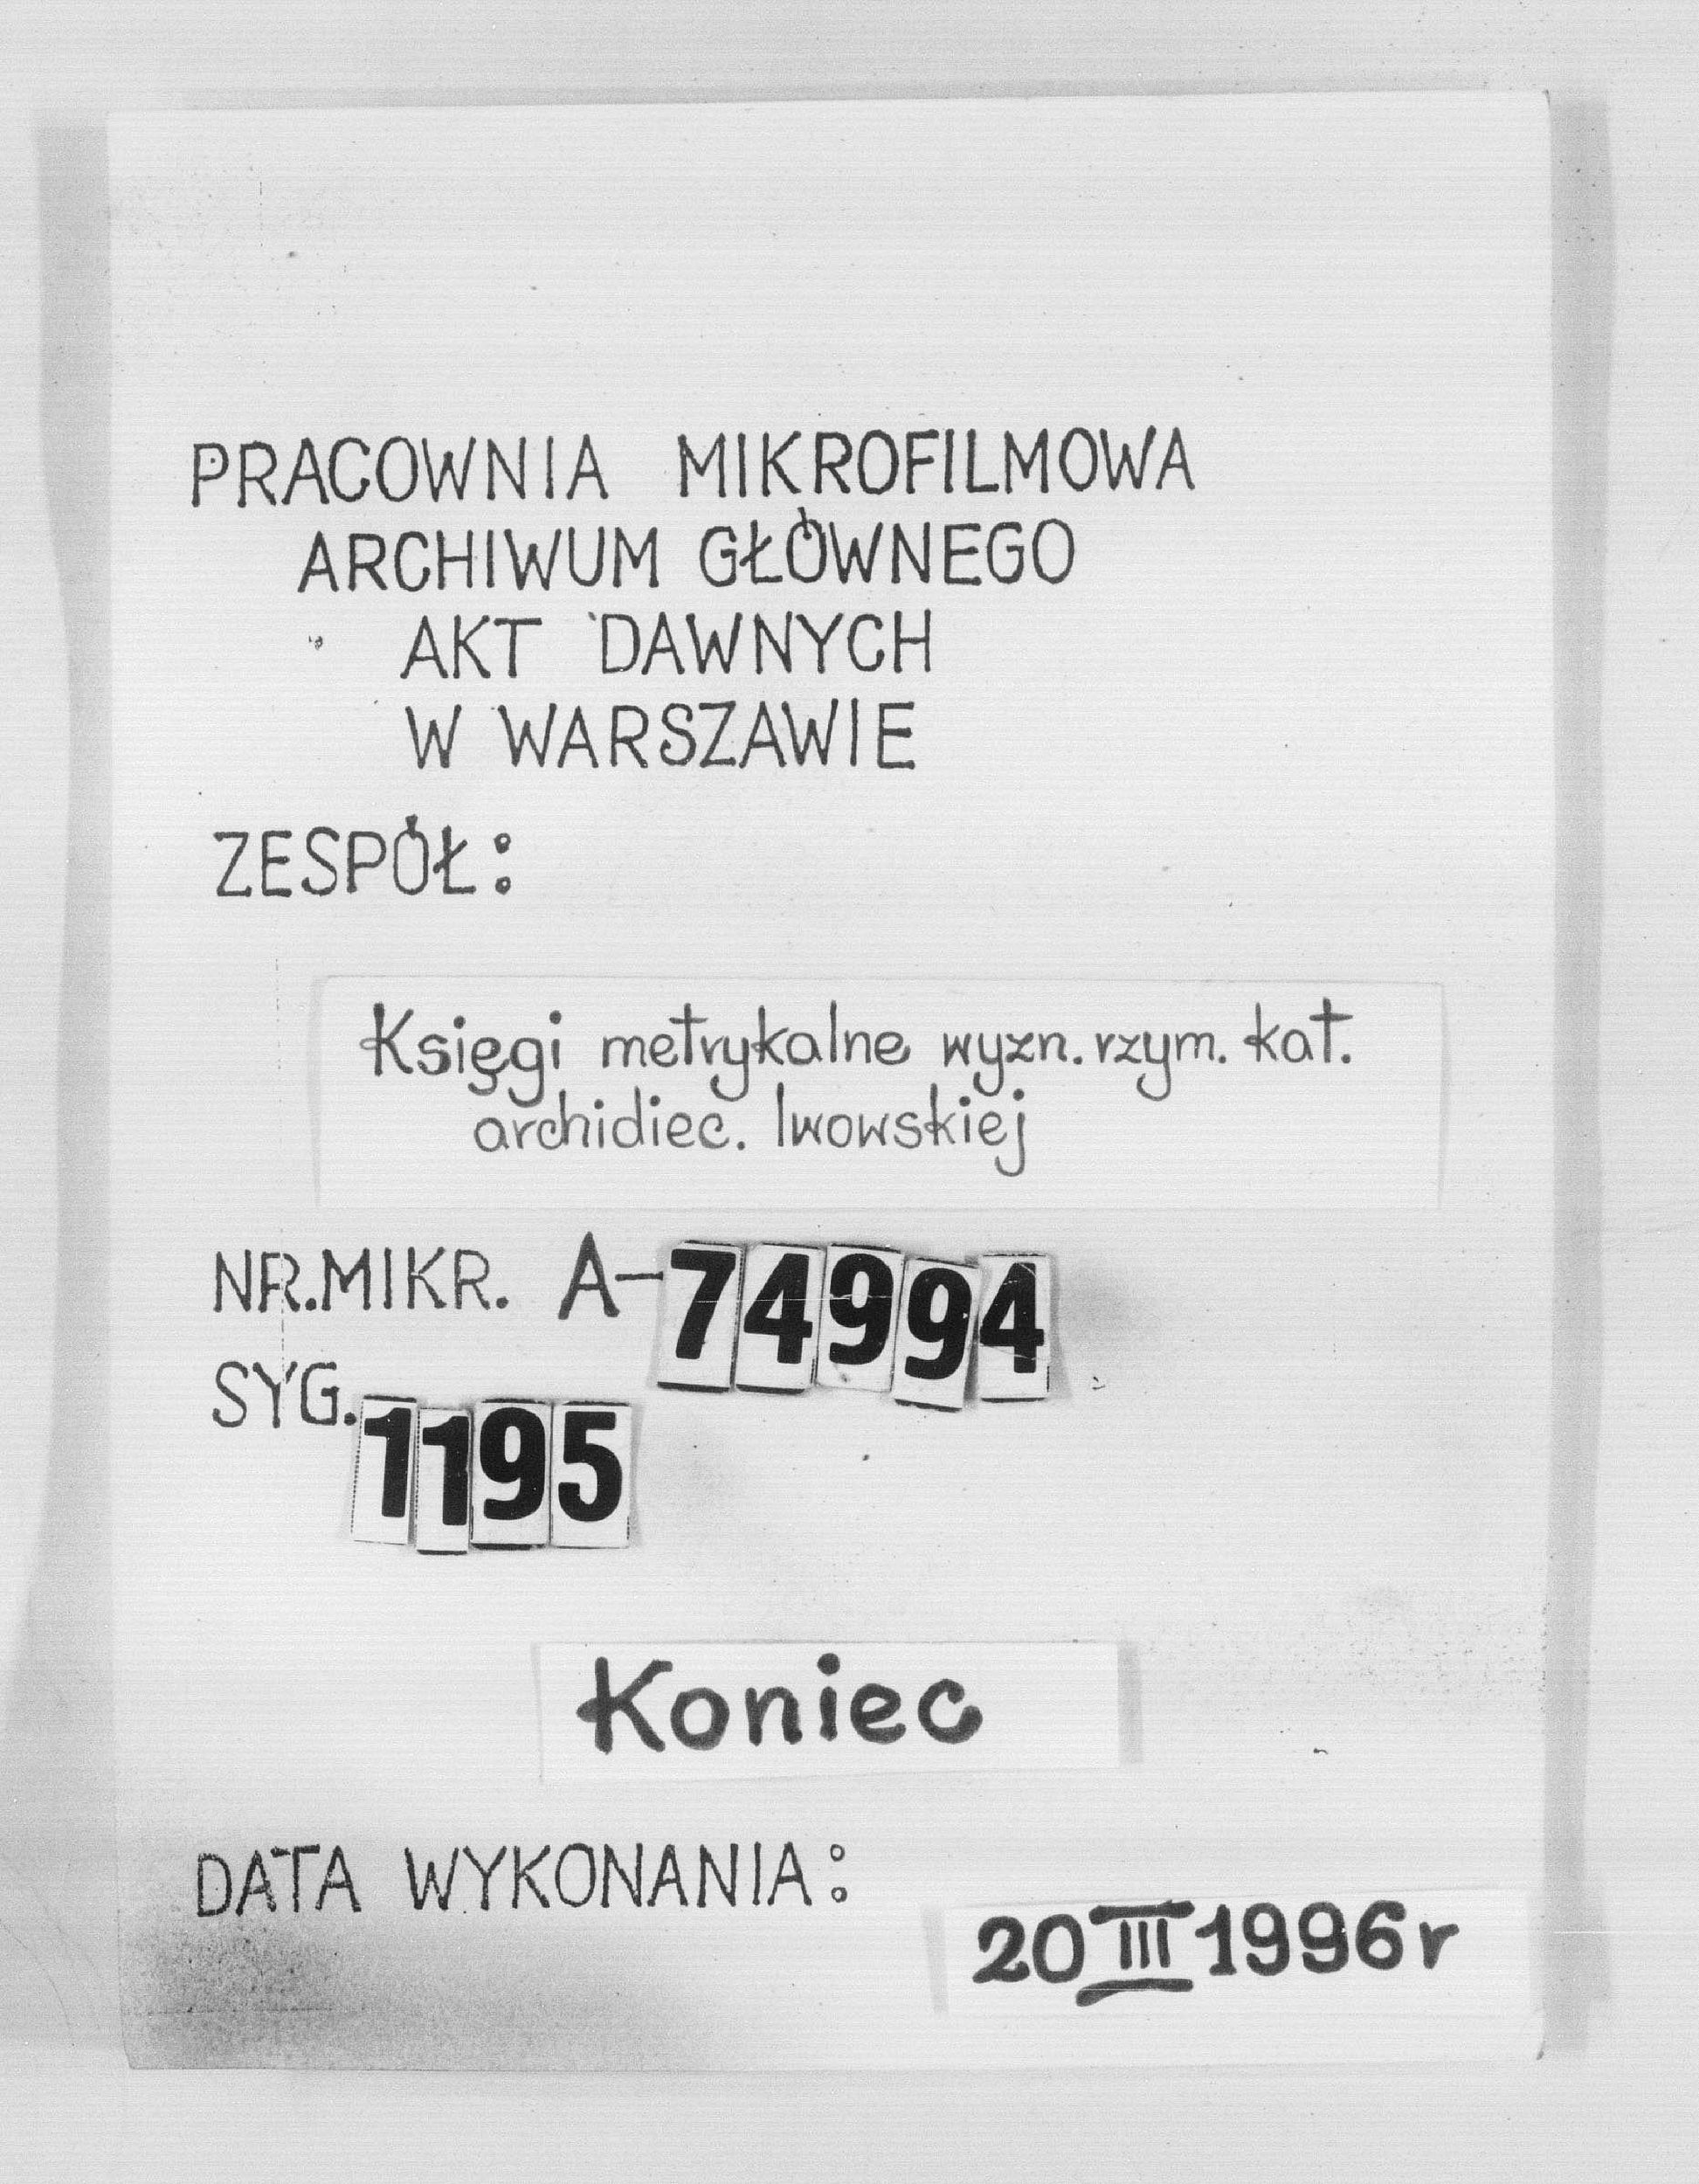 PRACOWNIA MIKROFILMOWA
ARCHIWUM GŁÓWNEGO
AKT DAWNYCH
W WARSZAWIE
ZESPÓŁ:
Księgi metrykalne wyzn. rzym. kat.
archidiec. lwowskiej
NR.MIKR. A-74994
SYG. 1195
Koniec
DATA WYKONANIA:
20 III 1996 r